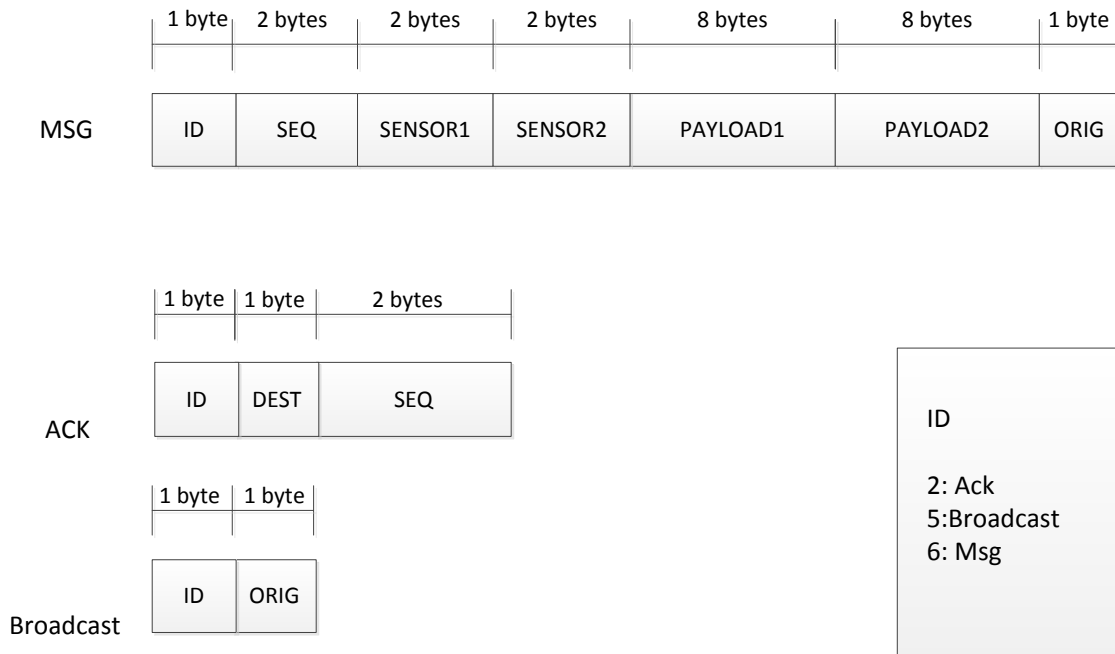 1 byte 2 bytes 2 bytes 2 bytes 8 bytes 8 bytes 1 byte
MSG ID SEQ SENSOR1 SENSOR2 PAYLOAD1 PAYLOAD2 ORIG
1 byte 1 byte 2 bytes
ACK ID DEST SEQ
1 byte 1 byte
Broadcast ID ORIG
ID
2: Ack
5:Broadcast
6: Msg